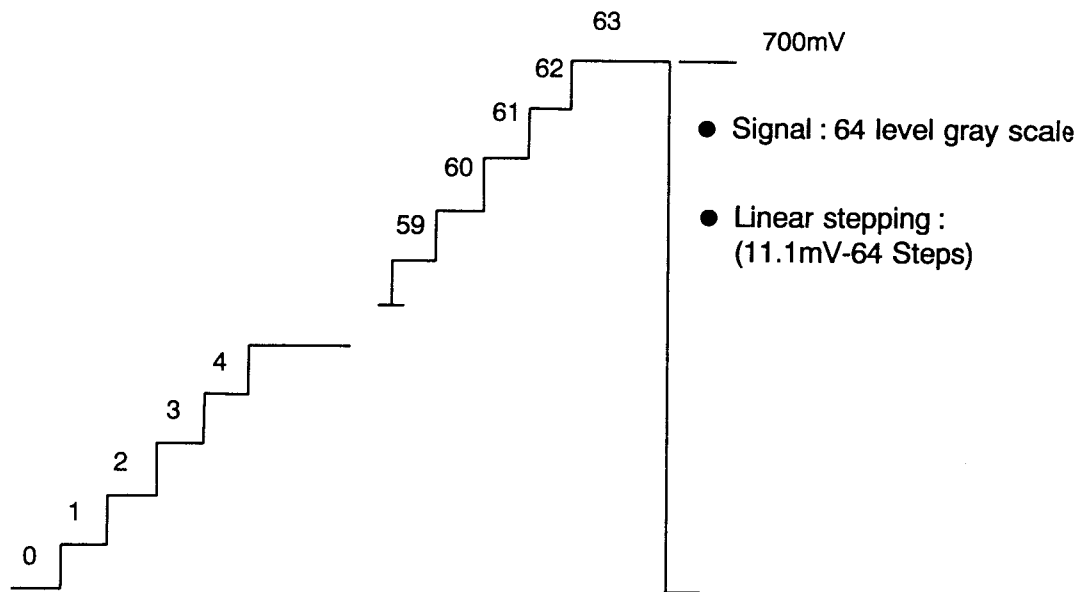 63
700mV
62
61
60
59
4
3
2
1
0
● Signal : 64 level gray scale
● Linear stepping :
(11.1mV-64 Steps)